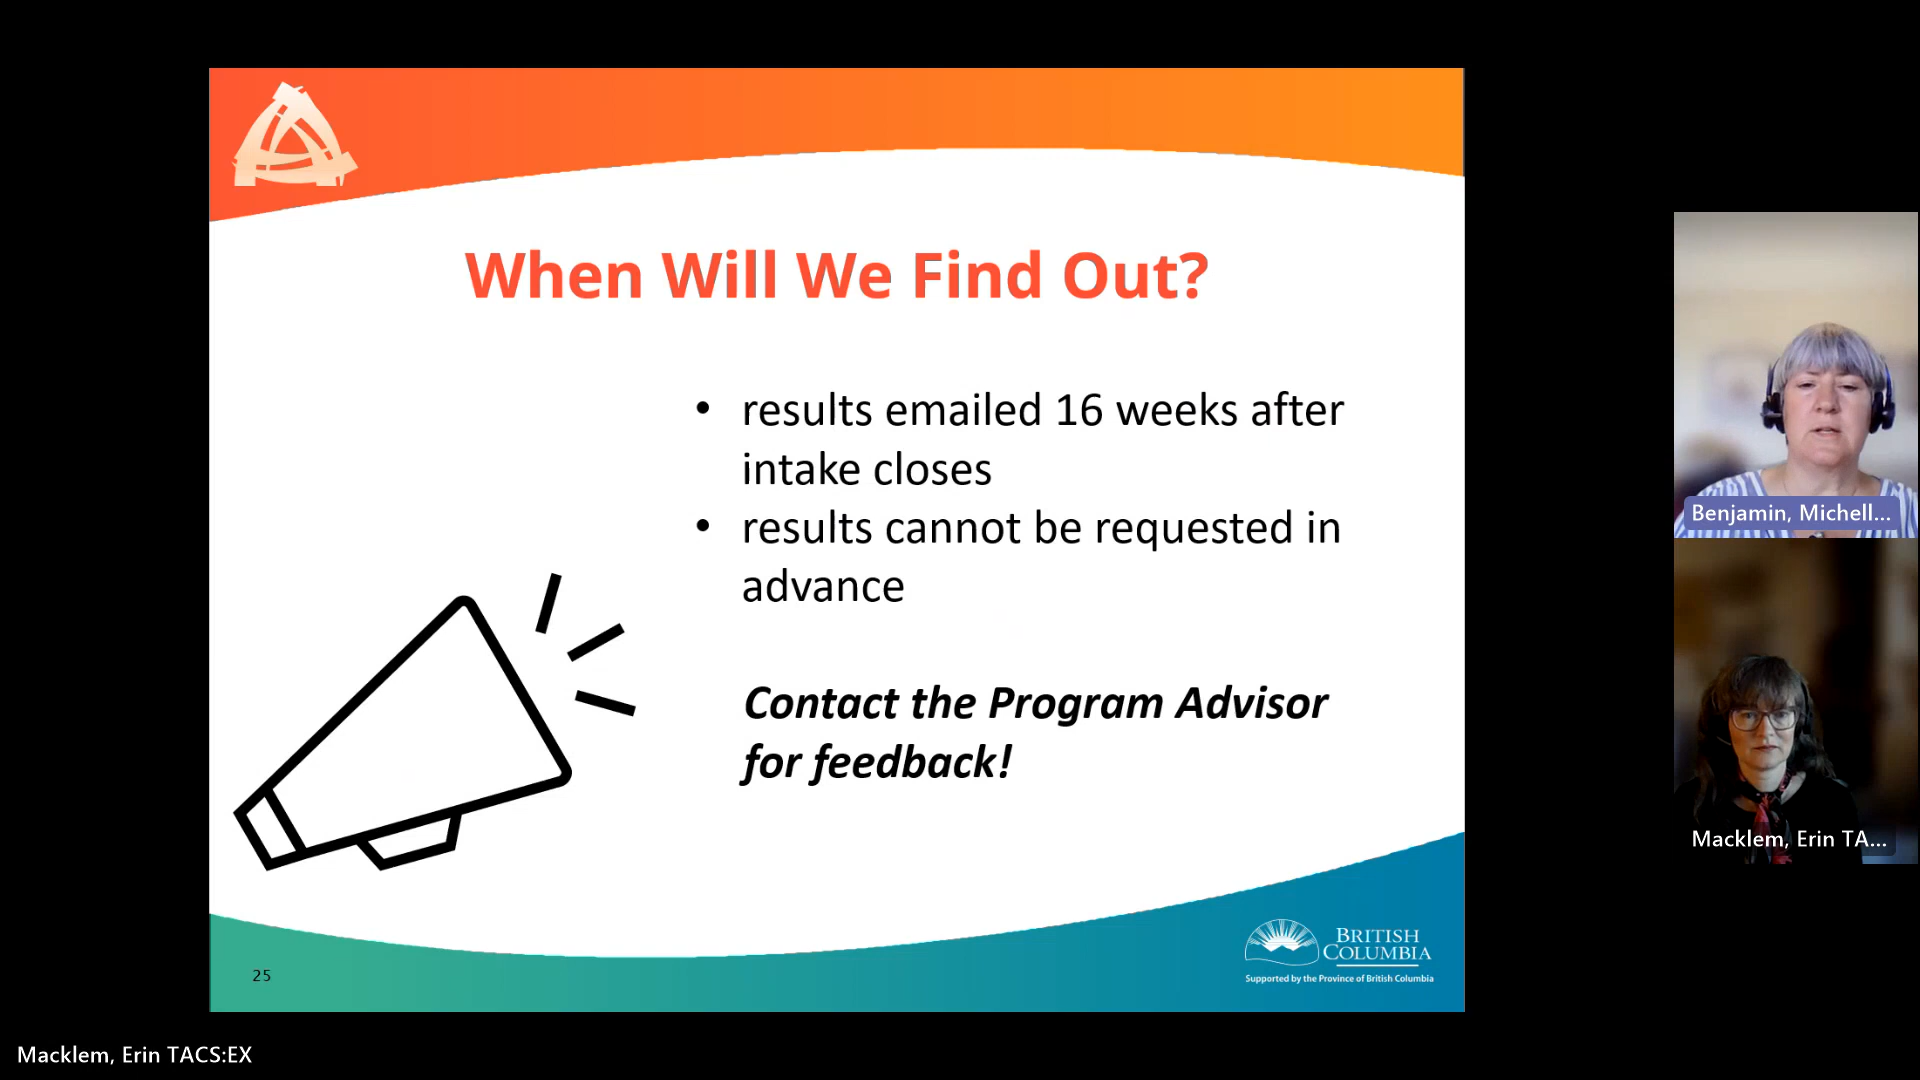 When Will We Find Out?
• results emailed 16 weeks after
intake closes
• results cannot be requested in
advance
Contact the Program Advisor
for feedback!
25
BRITISH
COLUMBIA
Supported by the Province of British Columbia
Benjamin, Michell...
Macklem, Erin TA...
Macklem, Erin TACS:EX